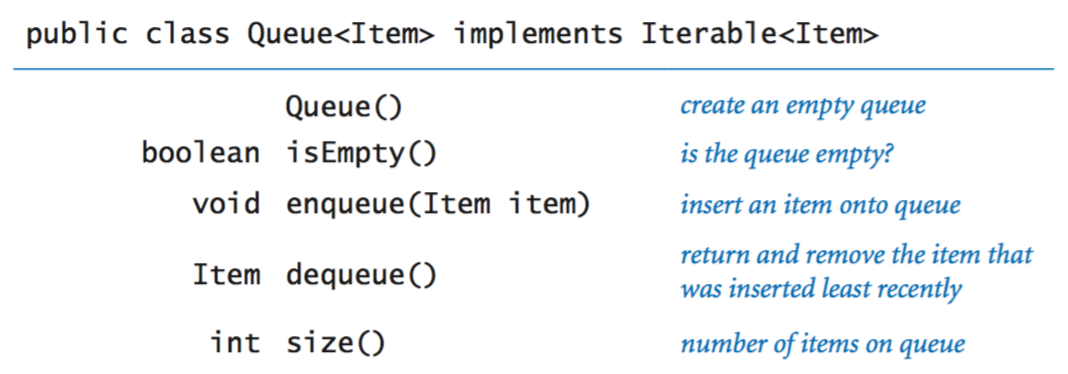 public class Queue<Item> implements Iterable<Item>
Queue() create an empty queue
boolean isEmpty() is the queue empty?
void enqueue(Item item) insert an item onto queue
Item dequeue() return and remove the item that
was inserted least recently
int size() number of items on queue